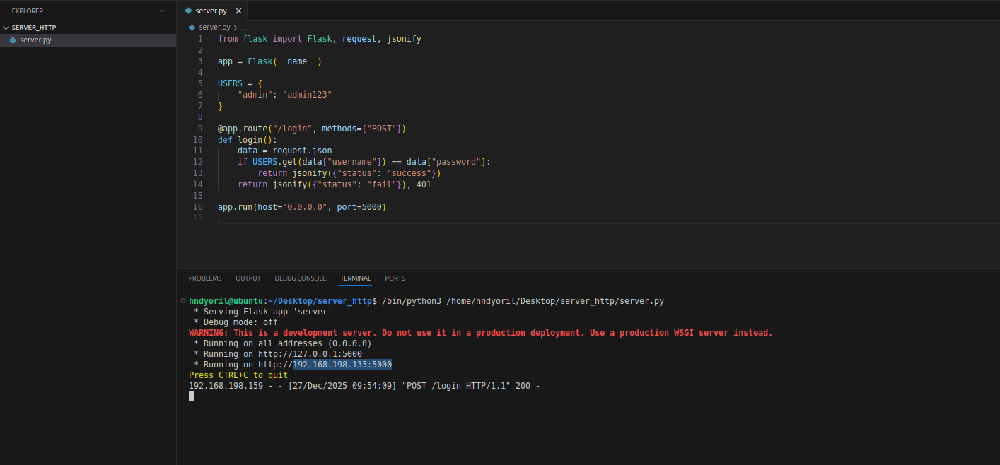 EXPLORER
...
SERVER_HTTP
server.py
server.py
server.py > ...
1 from flask import Flask, request, jsonify
2
3 app = Flask(__name__)
4
5 USERS = {
6     "admin": "admin123"
7 }
8
9 @app.route("/login", methods=["POST"])
10 def login():
11     data = request.json
12     if USERS.get(data["username"]) == data["password"]:
13         return jsonify({"status": "success"})
14     return jsonify({"status": "fail"}), 401
15
16 app.run(host="0.0.0.0", port=5000)
17
PROBLEMS OUTPUT DEBUG CONSOLE TERMINAL PORTS
hndyoril@ubuntu:~/Desktop/server_http$ /bin/python3 /home/hndyoril/Desktop/server_http/server.py
 * Serving Flask app 'server'
 * Debug mode: off
WARNING: This is a development server. Do not use it in a production deployment. Use a production WSGI server instead.
 * Running on all addresses (0.0.0.0)
 * Running on http://127.0.0.1:5000
 * Running on http://192.168.198.133:5000
Press CTRL+C to quit
192.168.198.159 - - [27/Dec/2025 09:54:09] "POST /login HTTP/1.1" 200 -